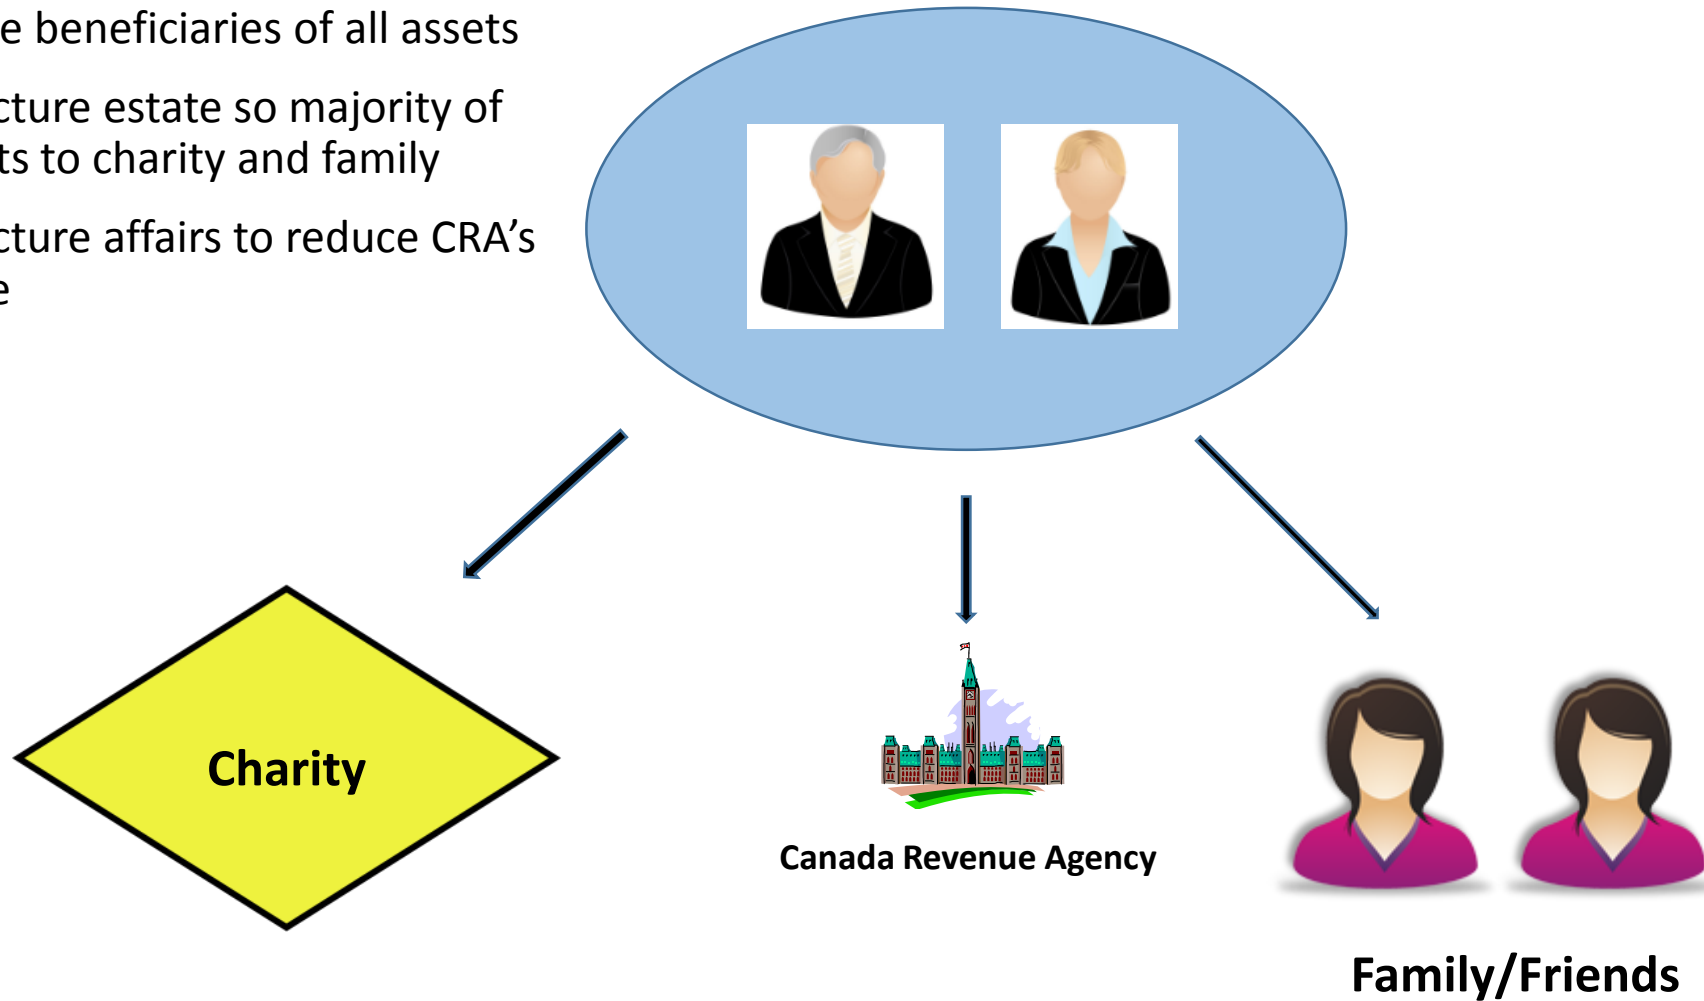 e beneficiaries of all assets
cture estate so majority of
ts to charity and family
cture affairs to reduce CRA’s
e
Charity
Canada Revenue Agency
Family/Friends